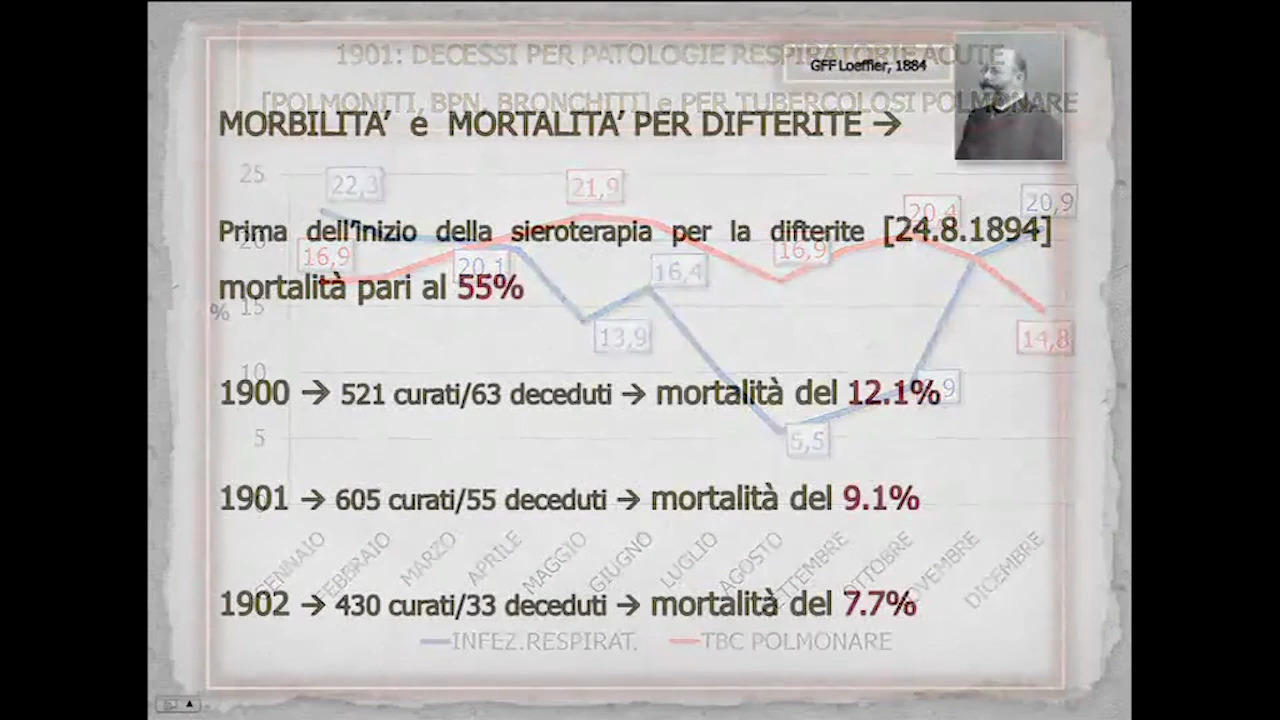 1901: DECESSI PER PATOLOGIE RESPIRATORIE ACUTE
GFF Loeffler, 1884
[POLMONITI, BPN, BRONCHITI] e PER TUBERCOLOSI POLMONARE
MORBILITA’ e MORTALITA’ PER DIFTERITE →
25
22,3
21,9
20,4
20,9
Prima dell’inizio della sieroterapia per la difterite [24.8.1894]
20
16,9
20,1
16,4
16,9
mortalità pari al 55%
%
15
13,9
14,8
10
1900 → 521 curati/63 deceduti → mortalità del 12.1%
5
5,5
1901 → 605 curati/55 deceduti → mortalità del 9.1%
GENNAIO
FEBBRAIO
MARZO
APRILE
MAGGIO
GIUGNO
LUGLIO
AGOSTO
SETTEMBRE
OTTOBRE
NOVEMBRE
DICEMBRE
1902 → 430 curati/33 deceduti → mortalità del 7.7%
INFEZ.RESPIRAT.
TBC POLMONARE